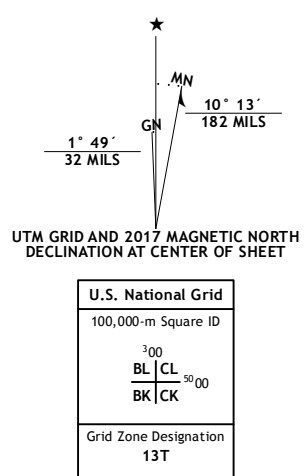 ★
MN
GN
10° 13´
182 MILS
1° 49´
32 MILS
UTM GRID AND 2017 MAGNETIC NORTH
DECLINATION AT CENTER OF SHEET
U.S. National Grid
100,000-m Square ID
300
BL CL
5000
BK CK
Grid Zone Designation
13T